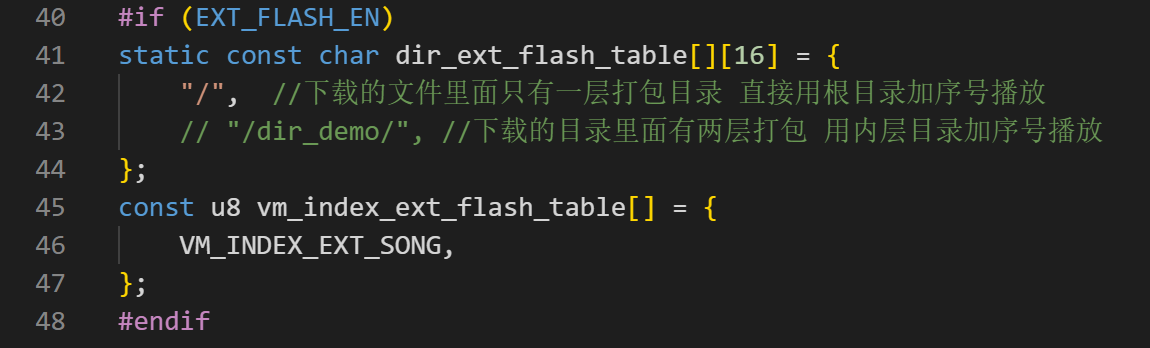 40 #if (EXT_FLASH_EN)
41 static const char dir_ext_flash_table[][16] = {
42     "/",  //下载的文件里面只有一层打包目录 直接用根目录加序号播放
43     // "/dir_demo/", //下载的目录里面有两层打包 用内层目录加序号播放
44 };
45 const u8 vm_index_ext_flash_table[] = {
46     VM_INDEX_EXT_SONG,
47 };
48 #endif